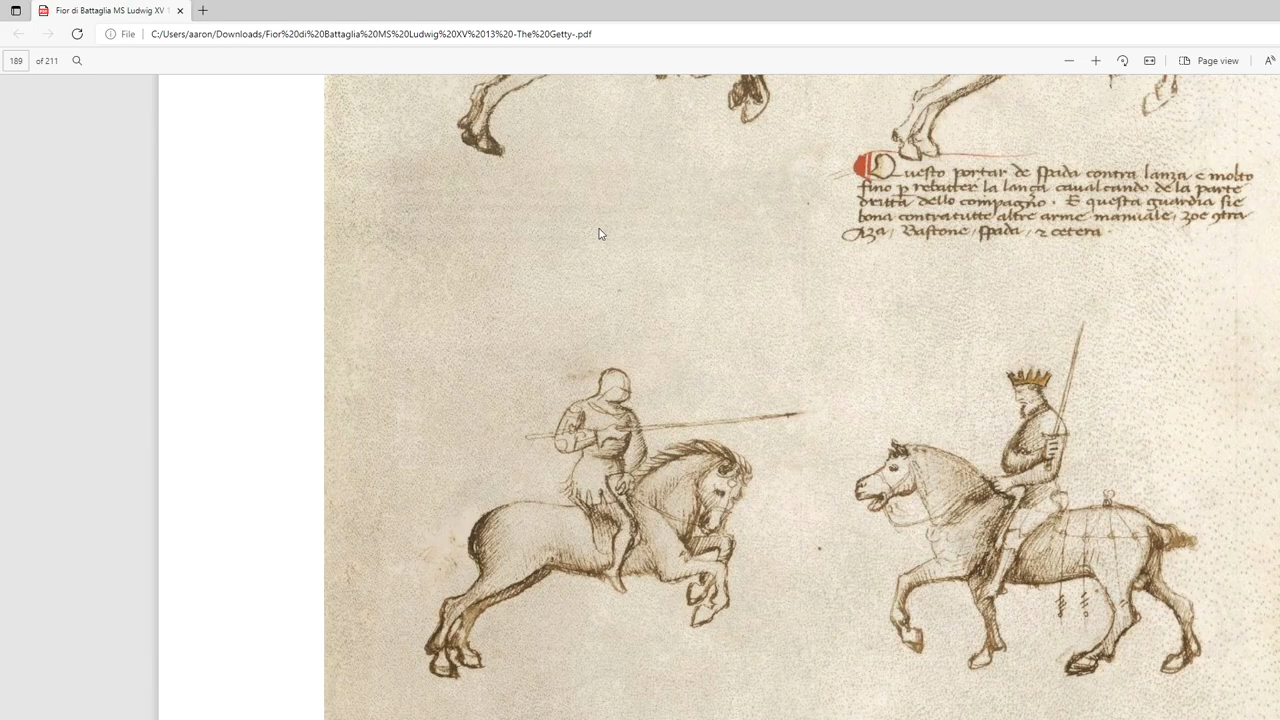 Fior di Battaglia MS Ludwig XV 1
File
C:/Users/aaron/Downloads/Fior%20di%20Battaglia%20MS%20Ludwig%20XV%2013%20-The%20Getty-.pdf
189 of 211
Page view
Questo portar de spada contra lanza e molto
fino p rebatter la lanza cavalcando de la parte
dritta dello compagno. E questa guardia sie
bona contra tutte altre arme manuale, zoe
Aza, Bastone, spada, cetera.